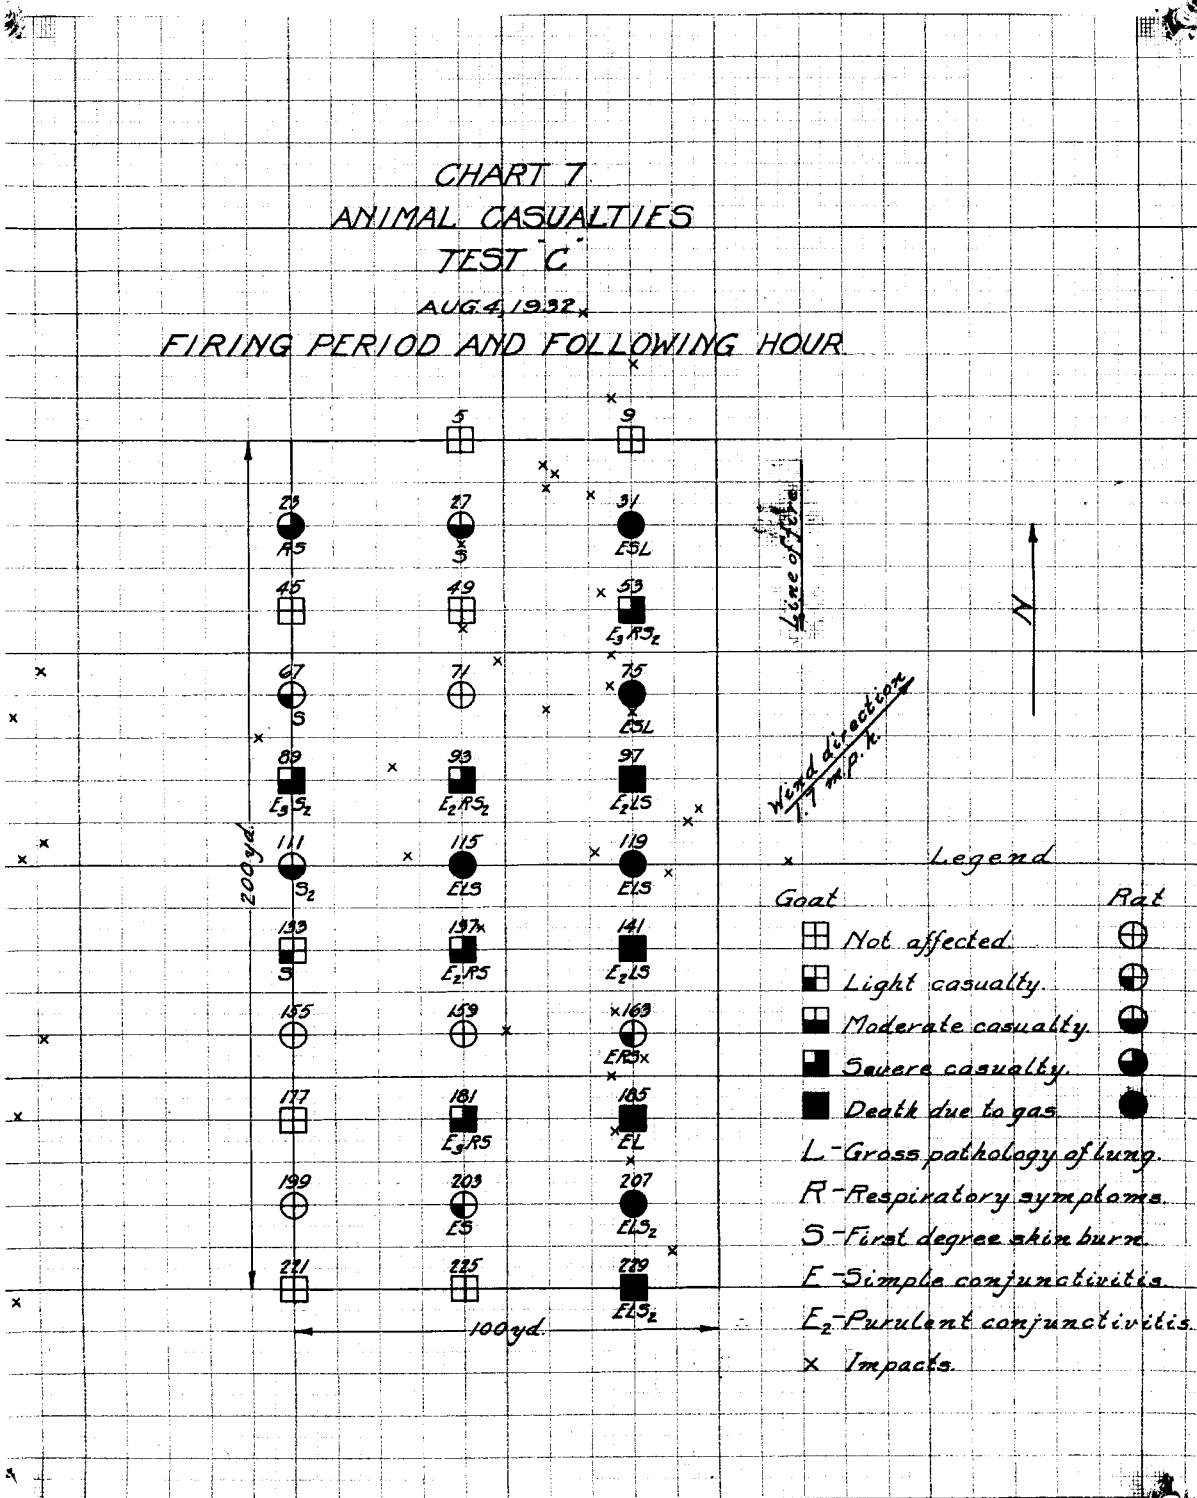 CHART 7
ANIMAL CASUALTIES
TEST "C"
AUG. 4, 1932
FIRING PERIOD AND FOLLOWING HOUR
5 9
23 27 31
RS S ESL
45 49 53
E3RS2
67 71 75
S ESL
89 93 97
E3S2 E2RS2 E2LS
111 115 119
S2 ELS ELS
133 137 141
S E2RS E2LS
155 159 163
ERS
177 181 185
E3RS EL
199 203 207
ES ELS2
221 225 229
ELS2
200 yd.
100 yd.
Line of fire
N
Wind direction
1.7 m.p.h.
Legend
Goat Rat
Not affected.
Light casualty.
Moderate casualty.
Severe casualty.
Death due to gas.
L-Gross pathology of lung.
R-Respiratory symptoms.
S-First degree skin burn.
E-Simple conjunctivitis.
E2-Purulent conjunctivitis.
x Impacts.